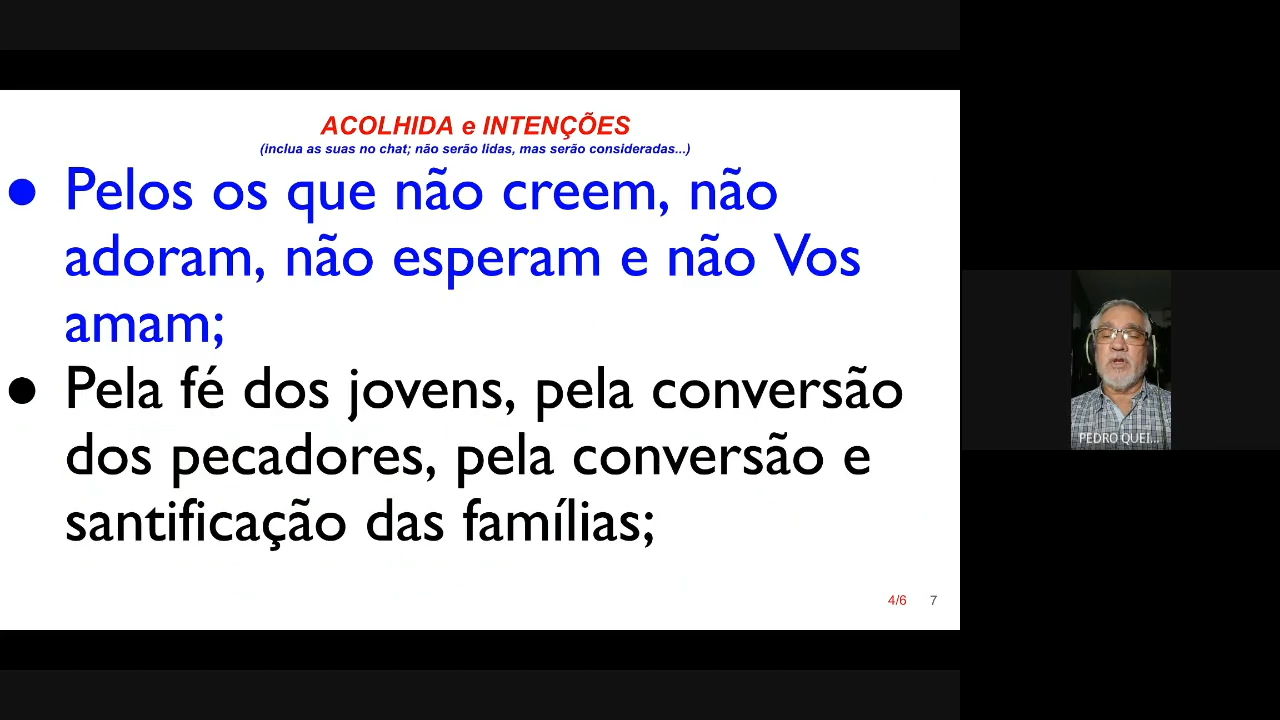 ACOLHIDA e INTENÇÕES
(inclua as suas no chat; não serão lidas, mas serão consideradas...)
● Pelos os que não creem, não
adoram, não esperam e não Vos
amam;
● Pela fé dos jovens, pela conversão
dos pecadores, pela conversão e
santificação das famílias;
4/6 7
PEDRO QUEI...